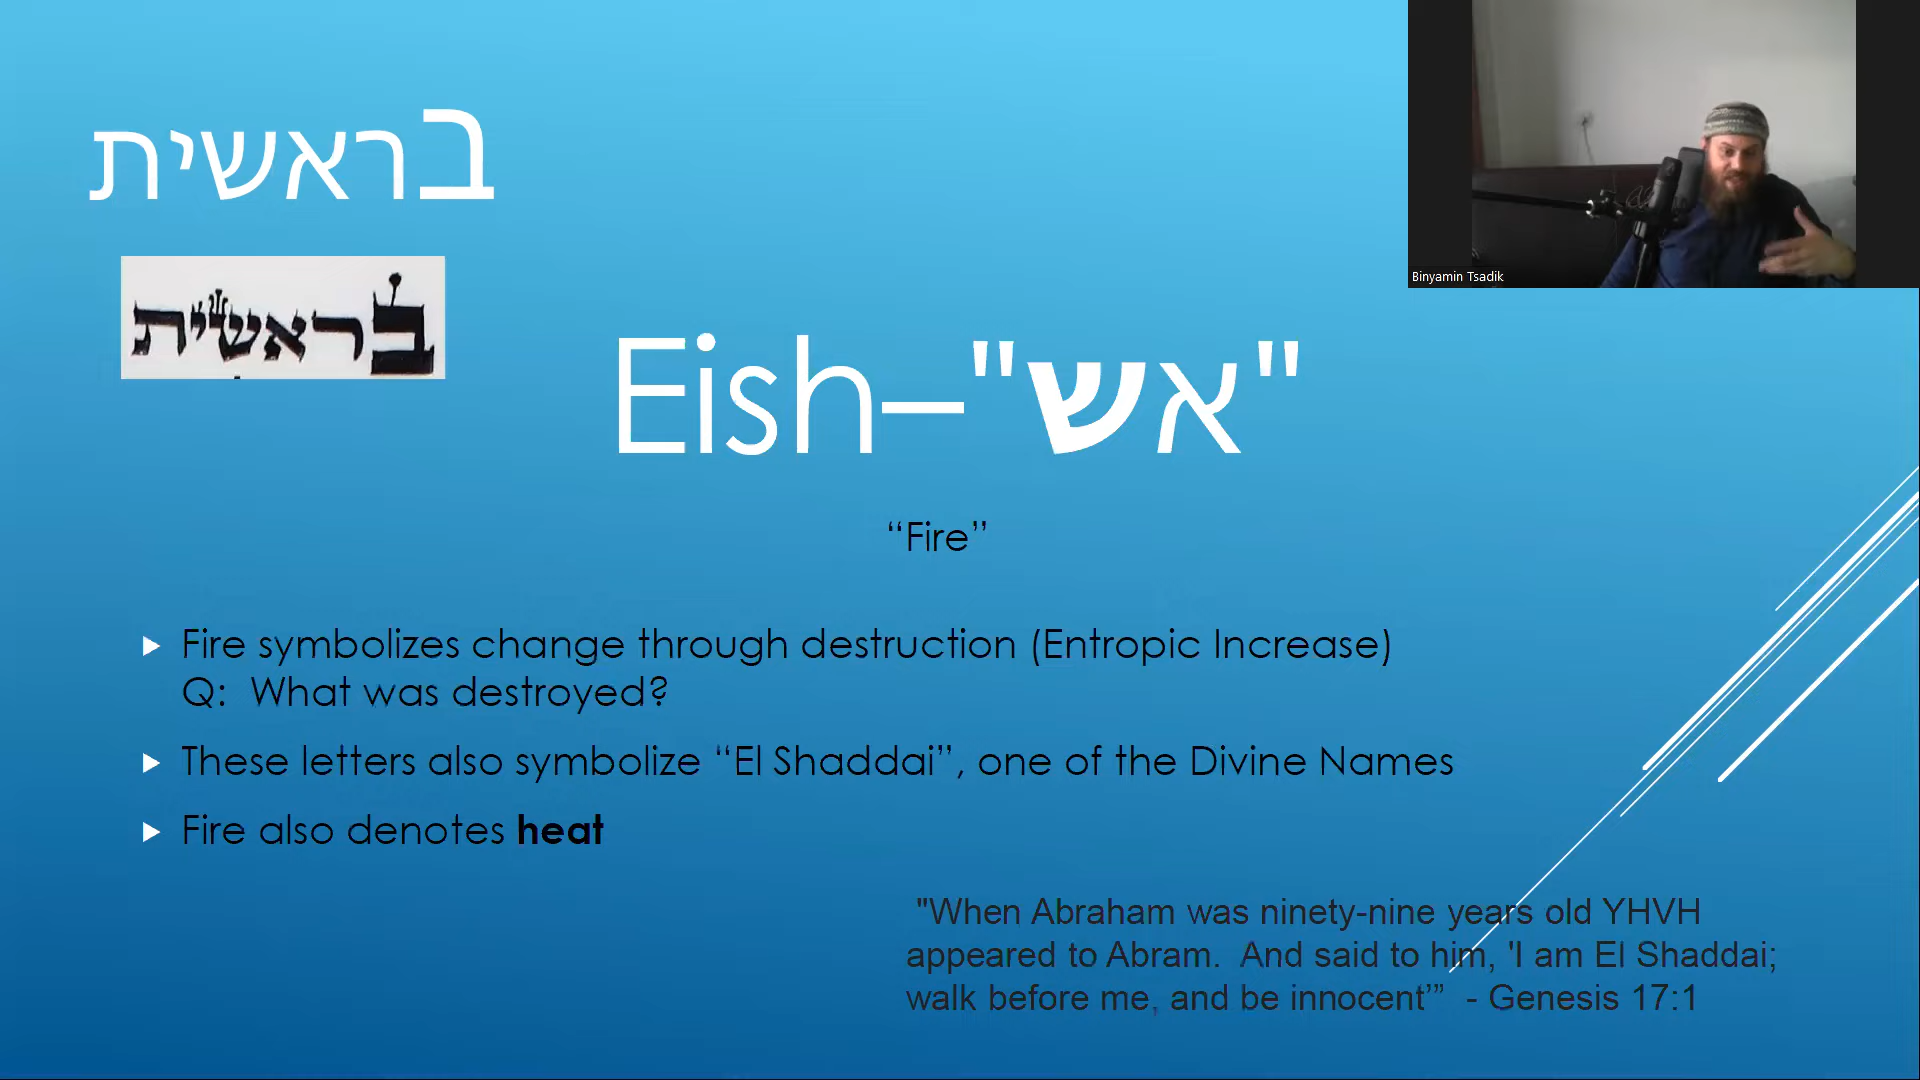 בראשית
Binyamin Tsadik
בראשית
Eish–"אש"
“Fire”
Fire symbolizes change through destruction (Entropic Increase)
Q: What was destroyed?
These letters also symbolize “El Shaddai”, one of the Divine Names
Fire also denotes heat
"When Abraham was ninety-nine years old YHVH
appeared to Abram. And said to him, 'I am El Shaddai;
walk before me, and be innocent’” - Genesis 17:1